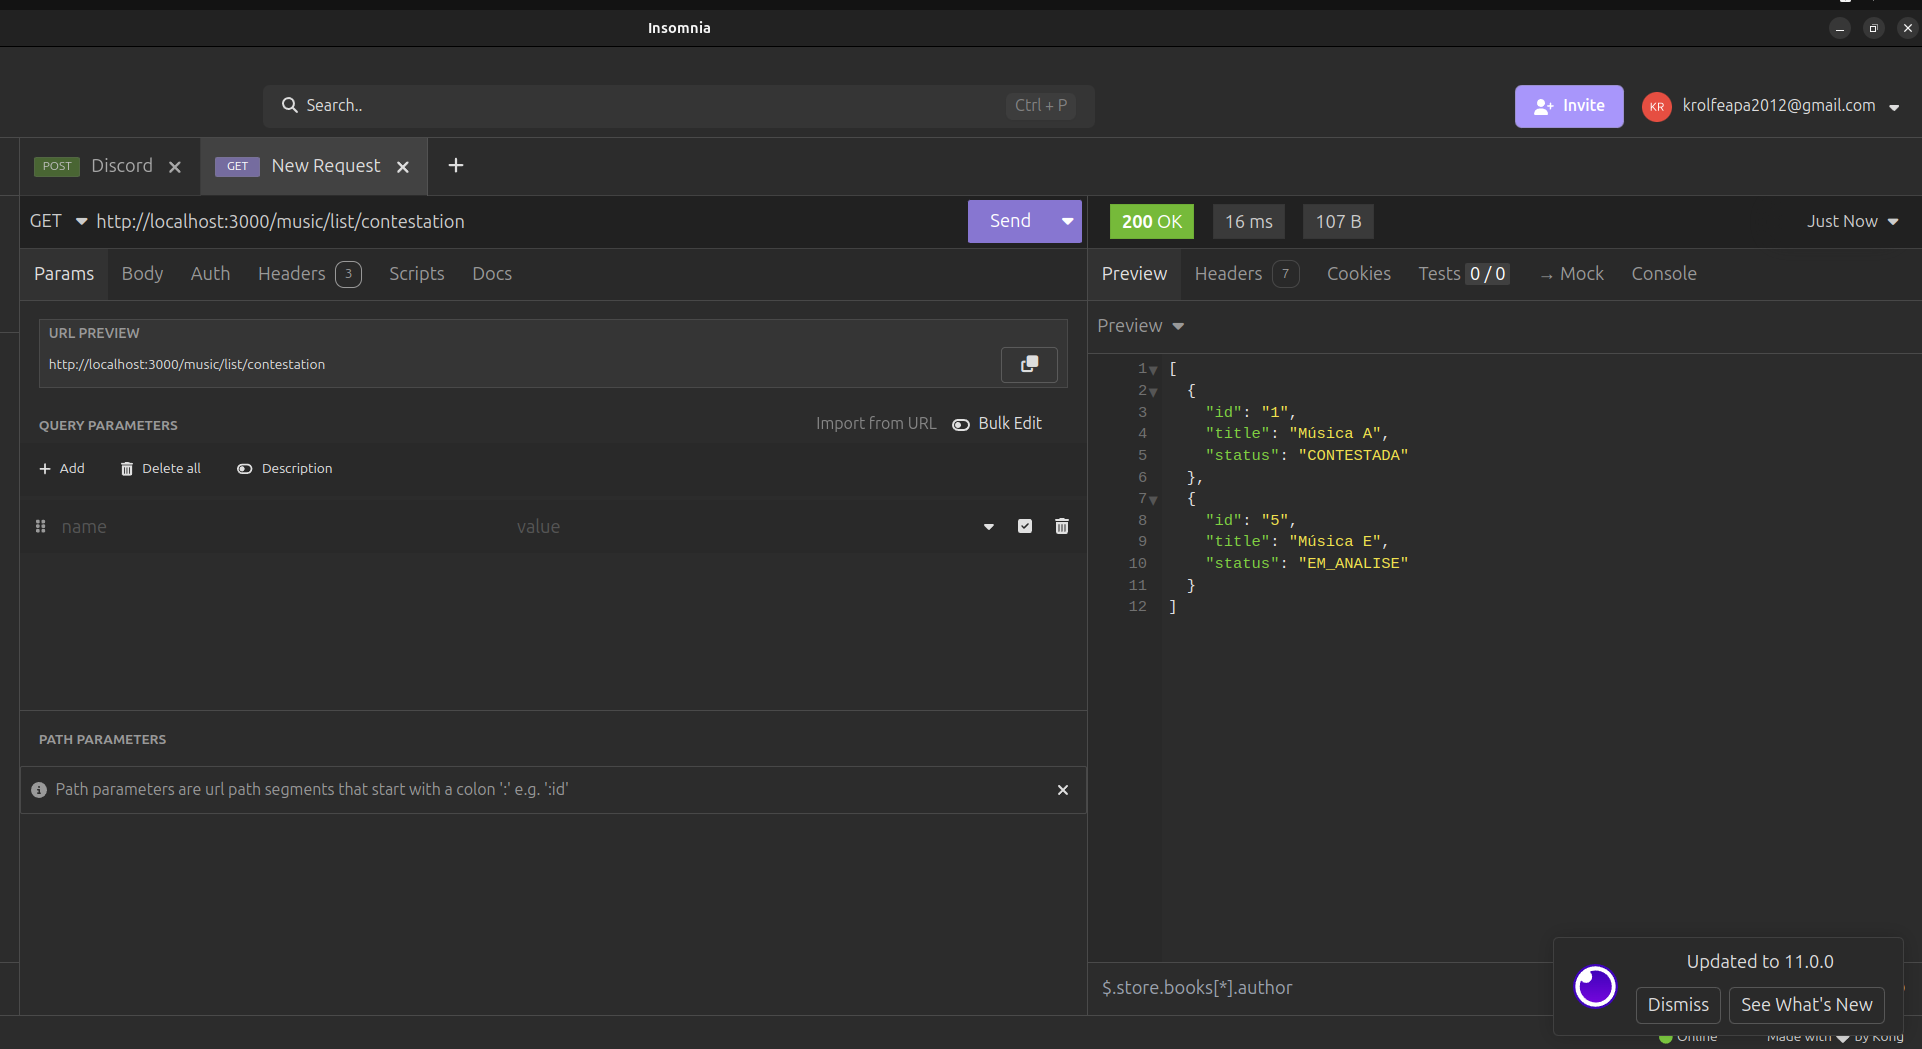 Insomnia
Search..
Ctrl + P
Invite
KR
krolfeapa2012@gmail.com
POST Discord
GET New Request
GET http://localhost:3000/music/list/contestation
Send
200 OK
16 ms
107 B
Just Now
Params Body Auth Headers 3 Scripts Docs
Preview Headers 7 Cookies Tests 0 / 0 → Mock Console
URL PREVIEW
http://localhost:3000/music/list/contestation
QUERY PARAMETERS
Import from URL Bulk Edit
Add Delete all Description
name value
PATH PARAMETERS
Path parameters are url path segments that start with a colon ':' e.g. ':id'
Preview
1 [
2 {
3 "id": "1",
4 "title": "Música A",
5 "status": "CONTESTADA"
6 },
7 {
8 "id": "5",
9 "title": "Música E",
10 "status": "EM_ANALISE"
11 }
12 ]
$.store.books[*].author
Updated to 11.0.0
Dismiss
See What's New
Online
Made with by Kong